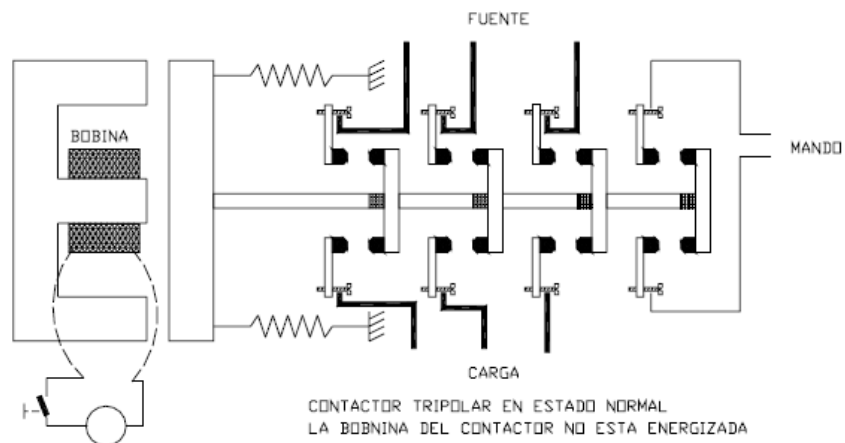 FUENTE
BOBINA
MANDO
CARGA
CONTACTOR TRIPOLAR EN ESTADO NORMAL
LA BOBNINA DEL CONTACTOR NO ESTA ENERGIZADA